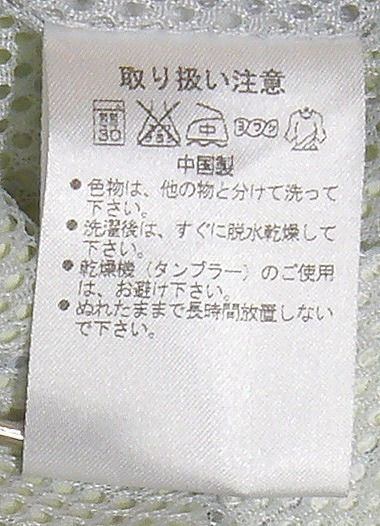 取り扱い注意
30 中
中国製
● 色物は、他の物と分けて洗って
下さい。
● 洗濯後は、すぐに脱水乾燥して
下さい。
● 乾燥機（タンブラー）のご使用
は、お避け下さい。
● ぬれたままで長時間放置しない
で下さい。